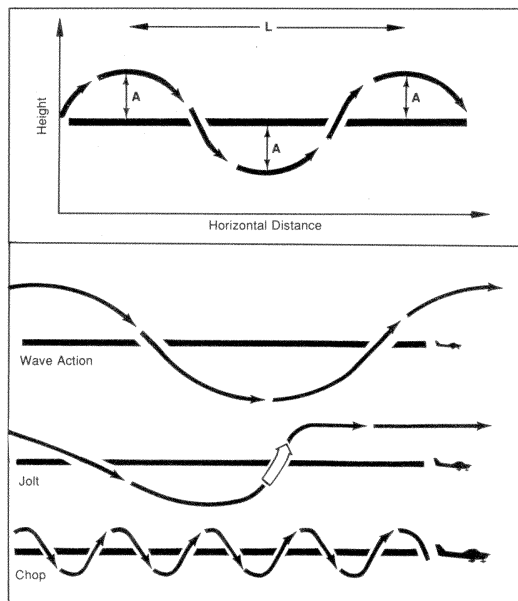 L
A
A
A
Height
Horizontal Distance
Wave Action
Jolt
Chop